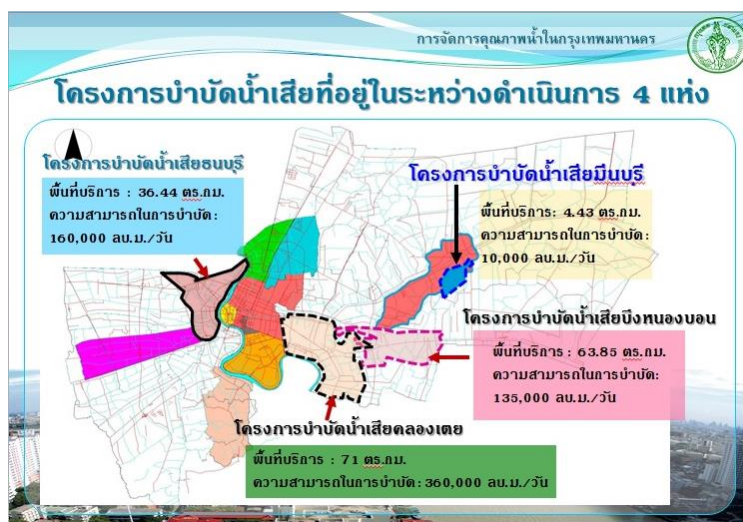 การจัดการคุณภาพน้ำในกรุงเทพมหานคร
โครงการบำบัดน้ำเสียที่อยู่ในระหว่างดำเนินการ 4 แห่ง
โครงการบำบัดน้ำเสียธนบุรี
พื้นที่บริการ : 36.44 ตร.กม.
ความสามารถในการบำบัด :
160,000 ลบ.ม./วัน
โครงการบำบัดน้ำเสียมีนบุรี
พื้นที่บริการ: 4.43 ตร.กม.
ความสามารถในการบำบัด:
10,000 ลบ.ม./วัน
โครงการบำบัดน้ำเสียบึงหนองบอน
พื้นที่บริการ : 63.85 ตร.กม.
ความสามารถในการบำบัด:
135,000 ลบ.ม./วัน
โครงการบำบัดน้ำเสียคลองเตย
พื้นที่บริการ : 71 ตร.กม.
ความสามารถในการบำบัด: 360,000 ลบ.ม./วัน